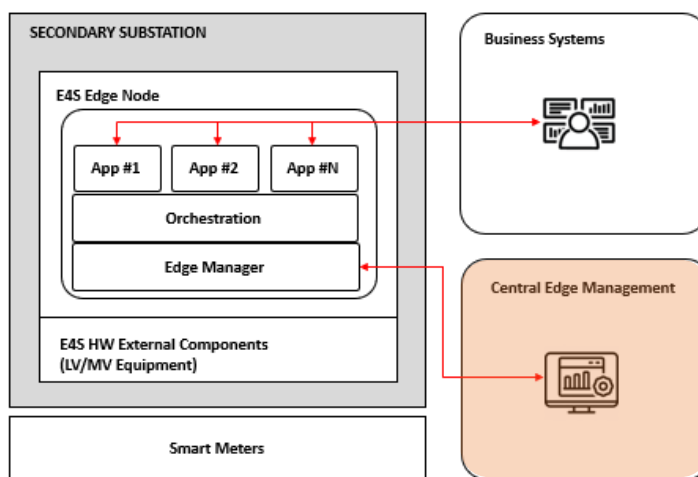 SECONDARY SUBSTATION
E4S Edge Node
App #1
App #2
App #N
Orchestration
Edge Manager
E4S HW External Components
(LV/MV Equipment)
Smart Meters
Business Systems
Central Edge Management